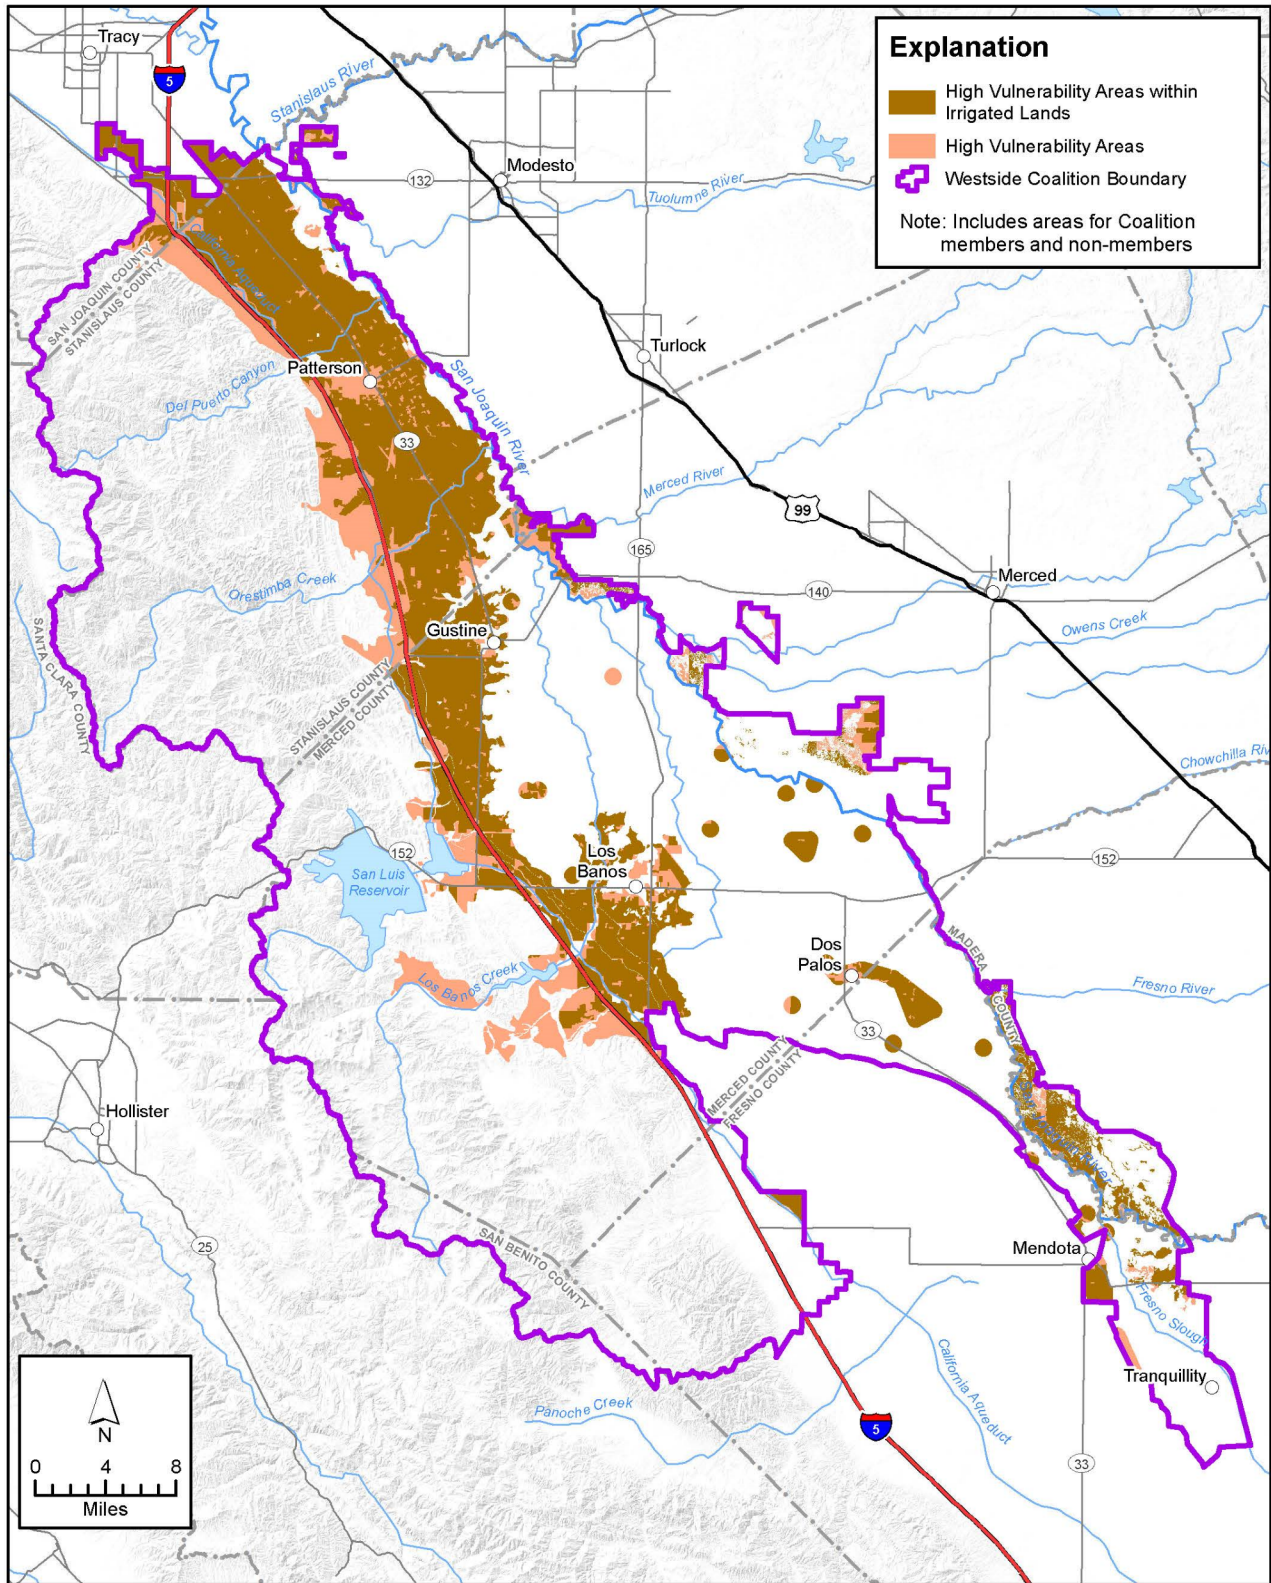 Explanation
High Vulnerability Areas within
Irrigated Lands
High Vulnerability Areas
Westside Coalition Boundary
Note: Includes areas for Coalition
members and non-members
Tracy
5
Stanislaus River
Modesto
132
Tuolumne River
California Aqueduct
SAN JOAQUIN COUNTY
STANISLAUS COUNTY
Turlock
Patterson
Del Puerto Canyon
San Joaquin River
33
Merced River
99
165
Merced
140
Orestimba Creek
Owens Creek
Gustine
SANTA CLARA COUNTY
STANISLAUS COUNTY
MERCED COUNTY
Chowchilla Riv
152
Los
Banos
152
San Luis
Reservoir
MADERA
COUNTY
Dos
Palos
Los Banos Creek
Fresno River
33
MERCED COUNTY
FRESNO COUNTY
Hollister
San Joaquin River
25
SAN BENITO COUNTY
Mendota
Fresno Slough
California Aqueduct
Tranquillity
Panoche Creek
5
33
N
0 4 8
Miles